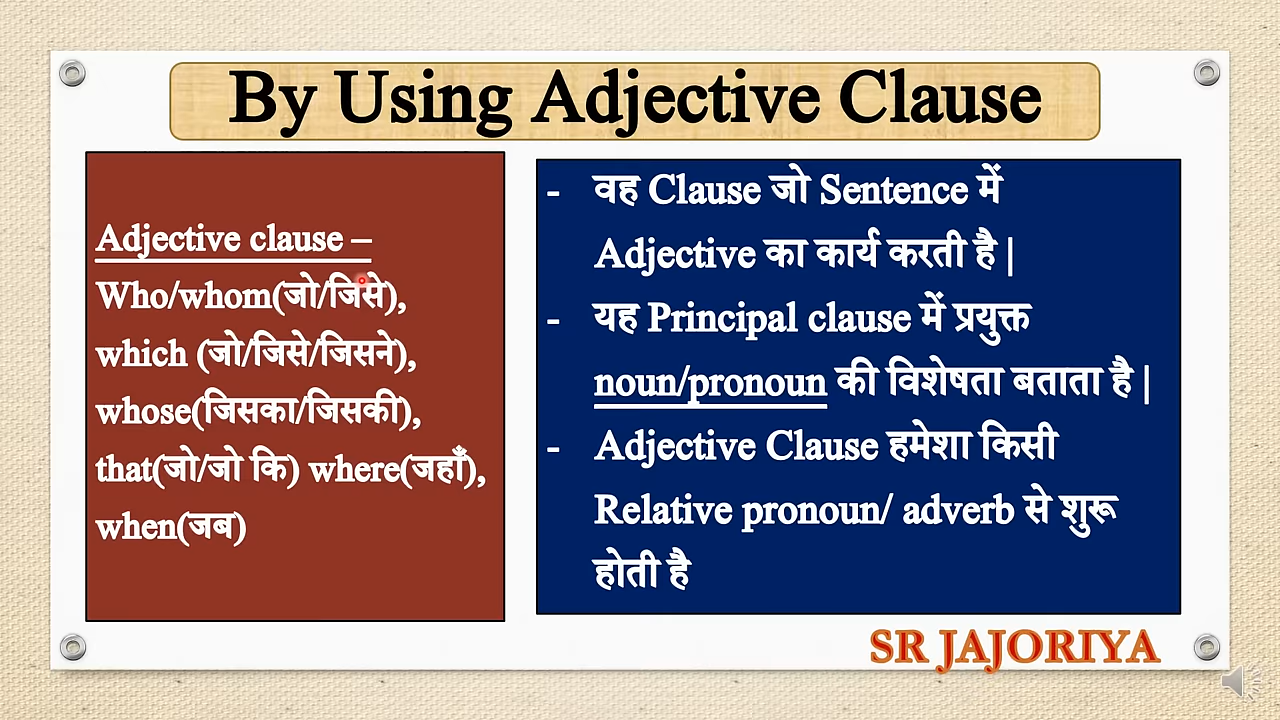 By Using Adjective Clause
Adjective clause –
Who/whom(जो/जिसे),
which (जो/जिसे/जिसने),
whose(जिसका/जिसकी),
that(जो/जो कि) where(जहाँ),
when(जब)
- वह Clause जो Sentence में
Adjective का कार्य करती है |
- यह Principal clause में प्रयुक्त
noun/pronoun की विशेषता बताता है |
- Adjective Clause हमेशा किसी
Relative pronoun/ adverb से शुरू
होती है
SR JAJORIYA